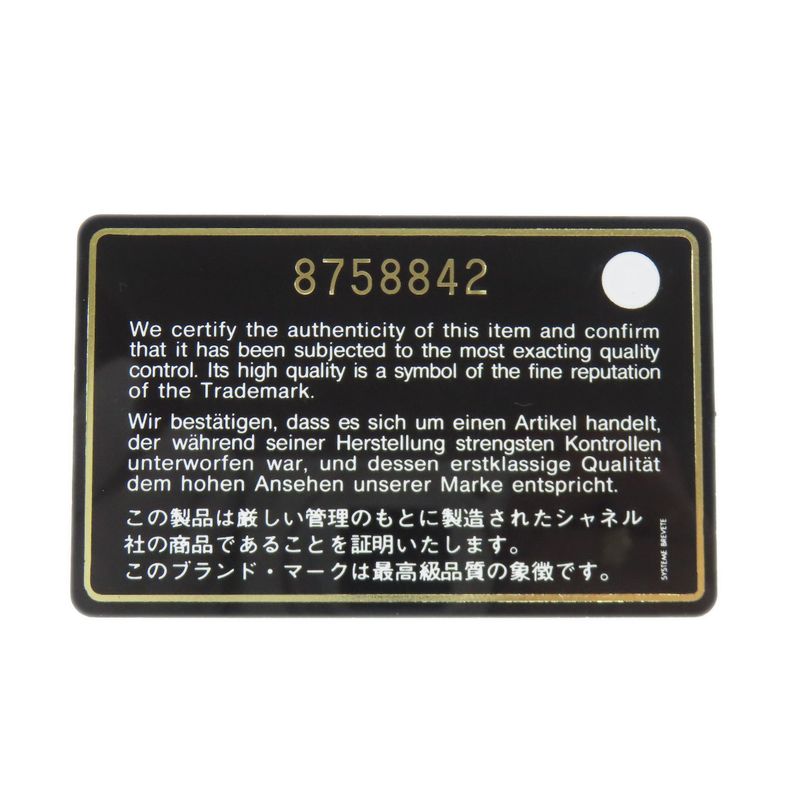 8758842
We certify the authenticity of this item and confirm
that it has been subjected to the most exacting quality
control. Its high quality is a symbol of the fine reputation
of the Trademark.
Wir bestätigen, dass es sich um einen Artikel handelt,
der während seiner Herstellung strengsten Kontrollen
unterworfen war, und dessen erstklassige Qualität
dem hohen Ansehen unserer Marke entspricht.
この製品は厳しい管理のもとに製造されたシャネル
社の商品であることを証明いたします。
このブランド・マークは最高級品質の象徴です。
SYSTEME BREVETE